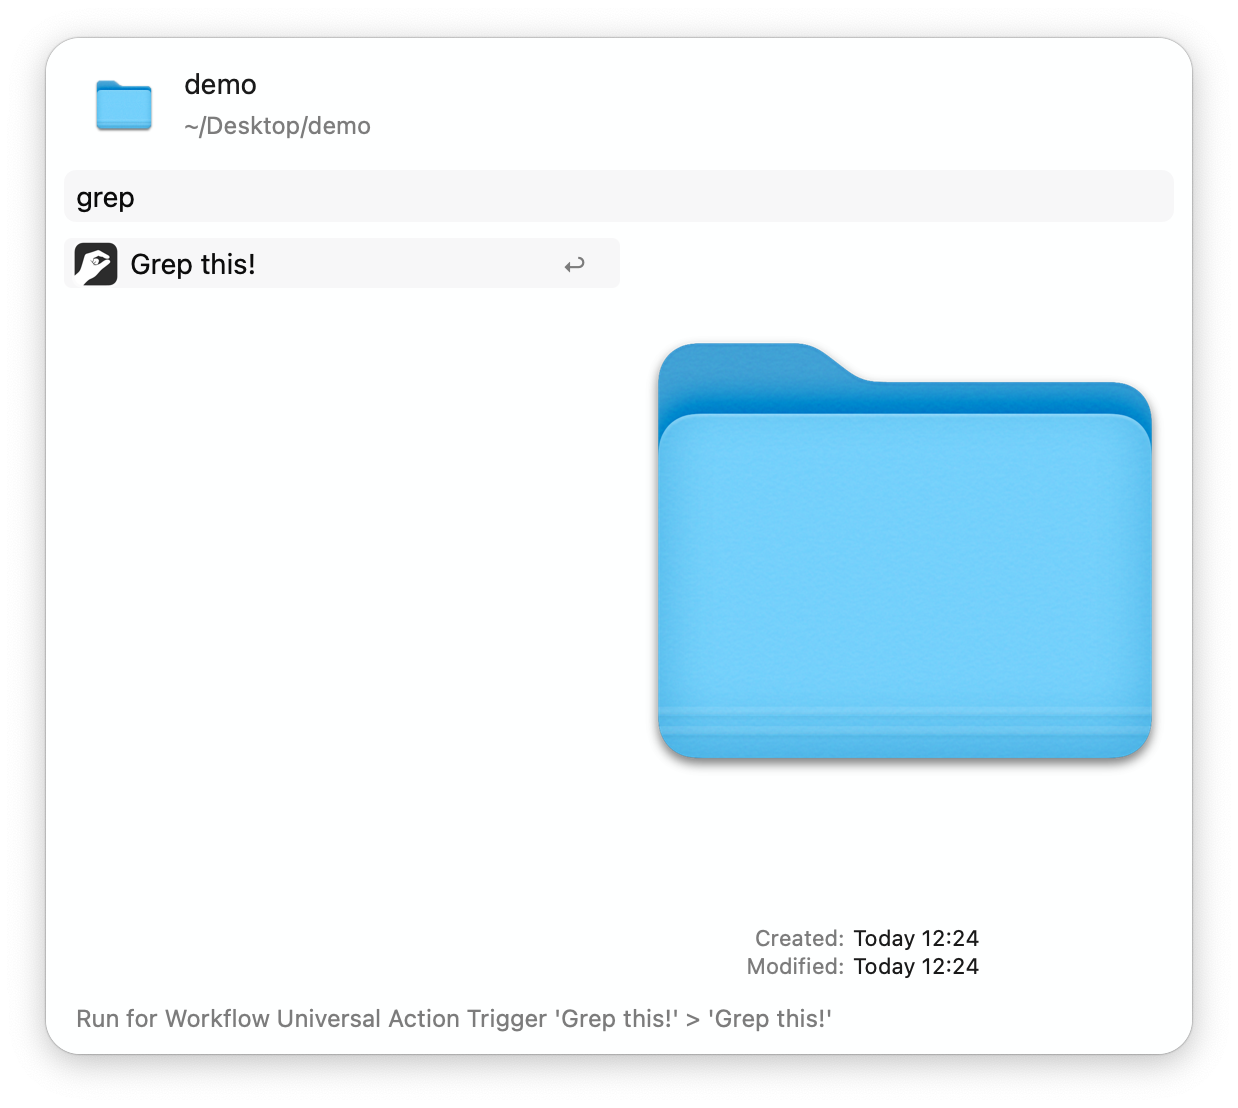 demo
~/Desktop/demo
grep
Grep this!
Created: Today 12:24
Modified: Today 12:24
Run for Workflow Universal Action Trigger 'Grep this!' > 'Grep this!'